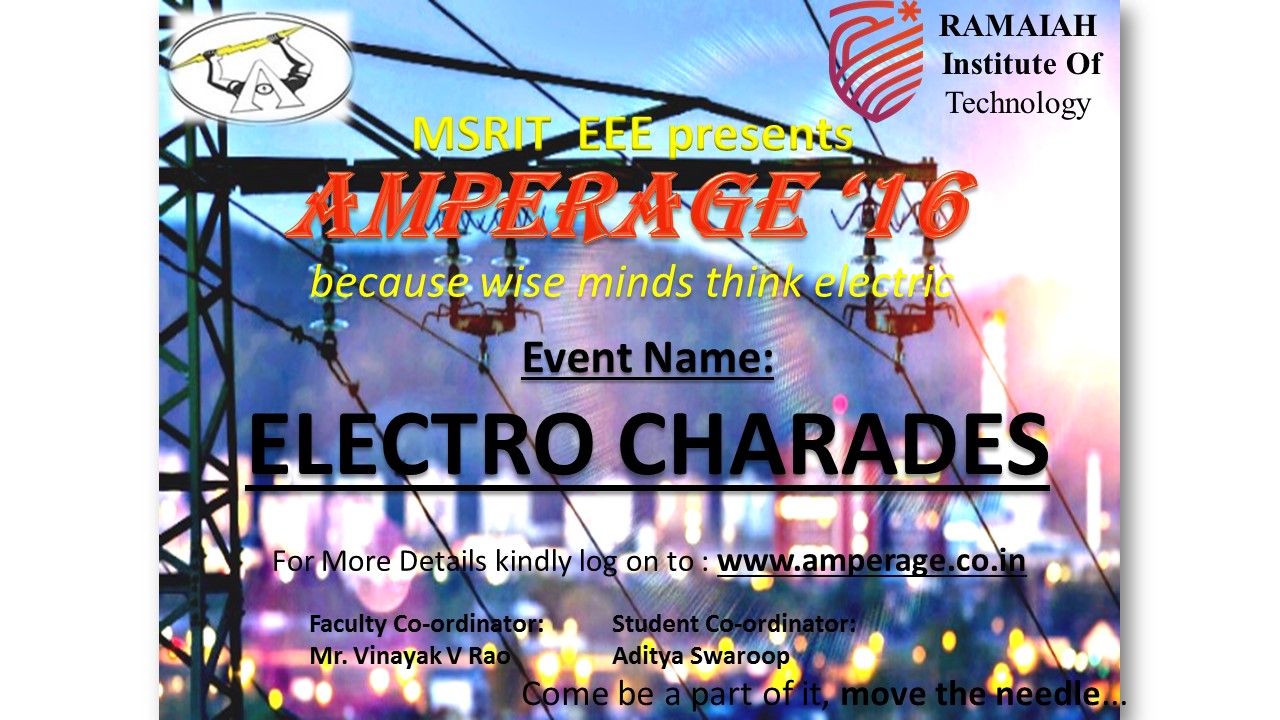 RAMAIAH
Institute Of
Technology
A
MSRIT EEE presents
AMPERAGE ‘16
because wise minds think electric
Event Name:
ELECTRO CHARADES
For More Details kindly log on to : www.amperage.co.in
Faculty Co-ordinator: Student Co-ordinator:
Mr. Vinayak V Rao Aditya Swaroop
Come be a part of it, move the needle...